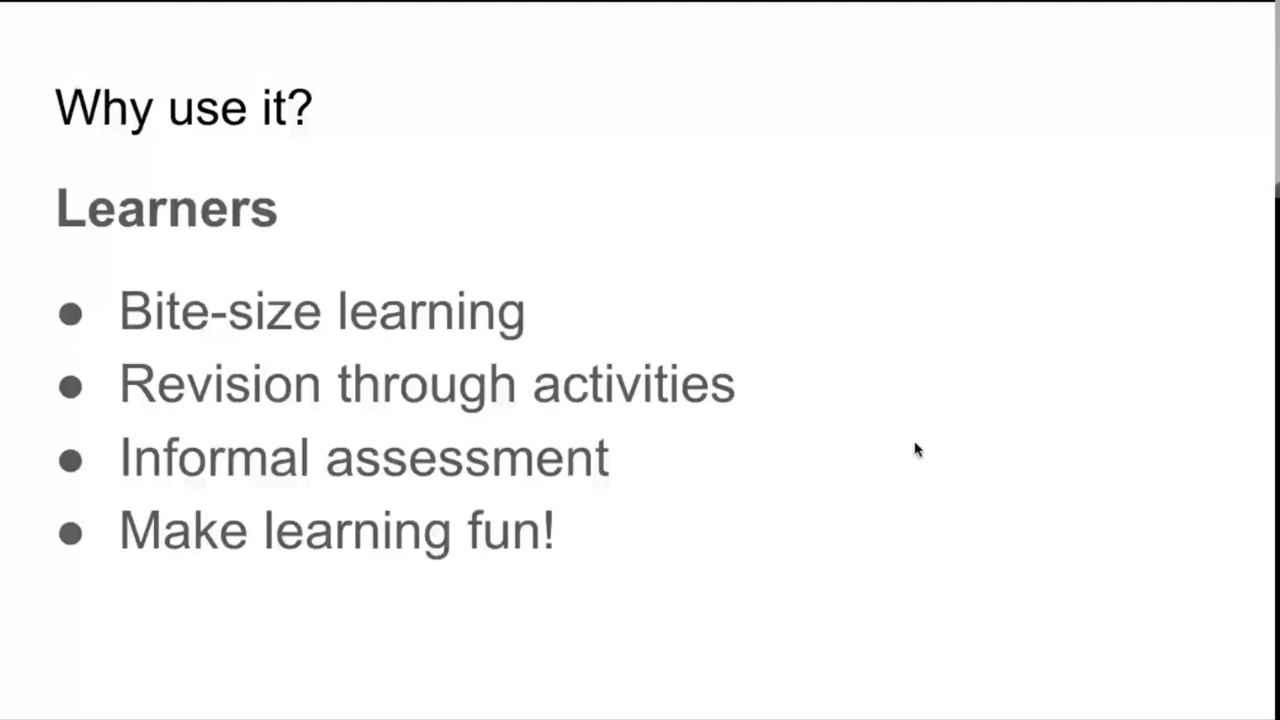 Why use it?
Learners
● Bite-size learning
● Revision through activities
● Informal assessment
● Make learning fun!